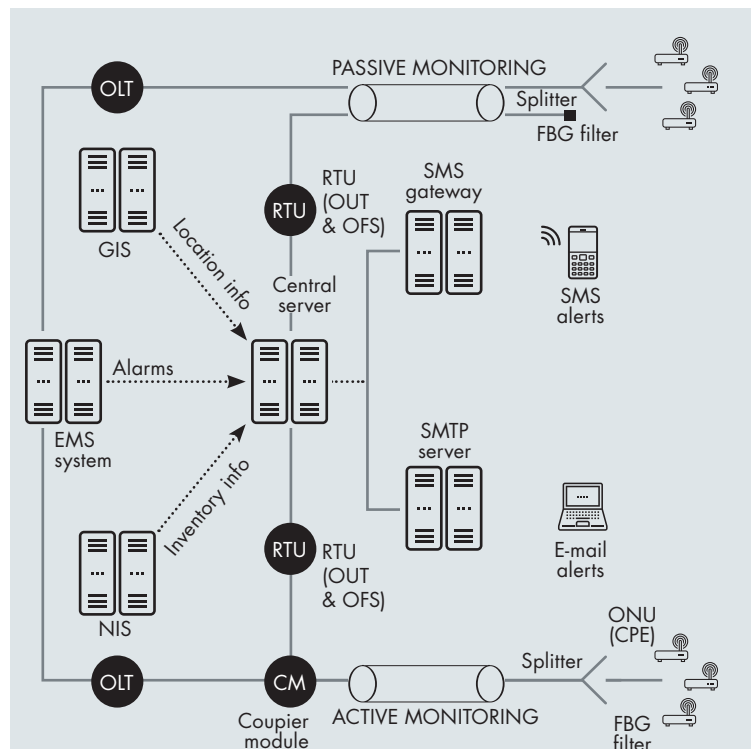 PASSIVE MONITORING
OLT
Splitter
FBG filter
RTU
(OUT
& OFS)
SMS
gateway
RTU
GIS
Location info
Central
server
SMS
alerts
Alarms
EMS
system
SMTP
server
Inventory info
RTU
RTU
(OUT
& OFS)
E-mail
alerts
NIS
ONU
(CPE)
Splitter
OLT
CM
Coupier
module
ACTIVE MONITORING
FBG
filter